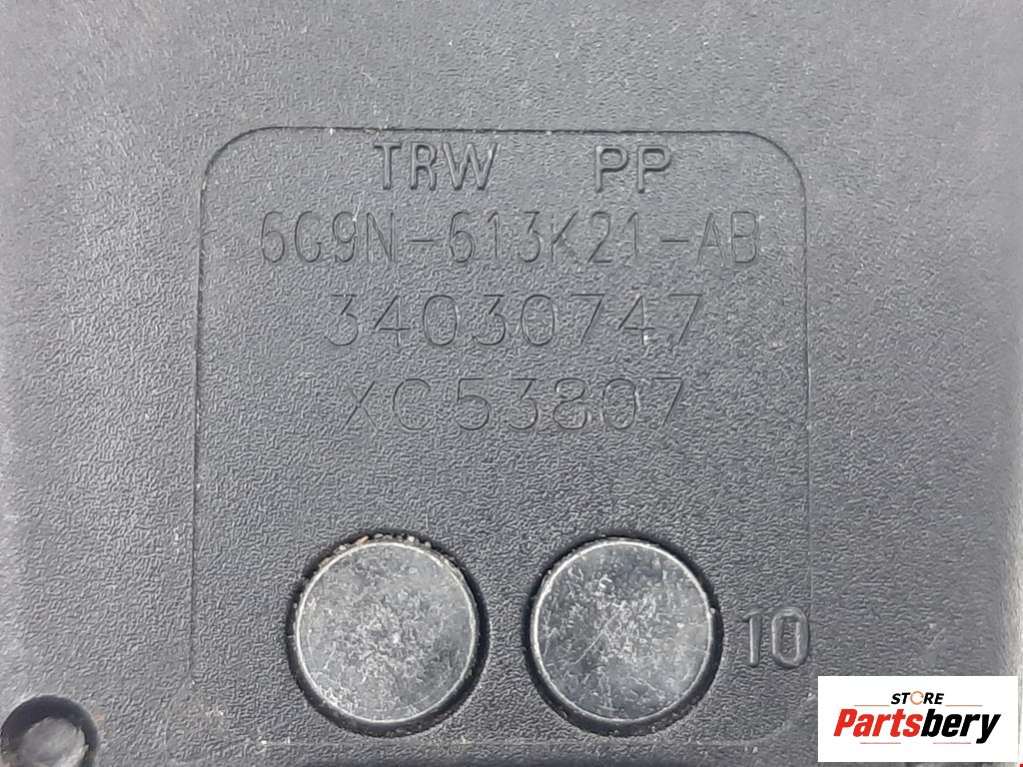 TRW PP
6G9N-613K21-AB
34030747
XC53807
10
STORE
Partsbery